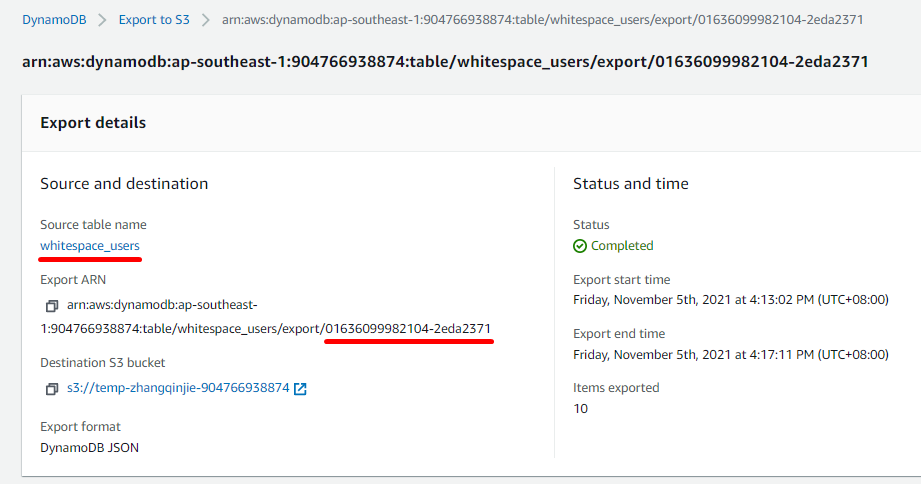 DynamoDB > Export to S3 > arn:aws:dynamodb:ap-southeast-1:904766938874:table/whitespace_users/export/01636099982104-2eda2371
arn:aws:dynamodb:ap-southeast-1:904766938874:table/whitespace_users/export/01636099982104-2eda2371
Export details
Source and destination
Source table name
whitespace_users
Export ARN
arn:aws:dynamodb:ap-southeast-
1:904766938874:table/whitespace_users/export/01636099982104-2eda2371
Destination S3 bucket
s3://temp-zhangqinjie-904766938874
Export format
DynamoDB JSON
Status and time
Status
Completed
Export start time
Friday, November 5th, 2021 at 4:13:02 PM (UTC+08:00)
Export end time
Friday, November 5th, 2021 at 4:17:11 PM (UTC+08:00)
Items exported
10